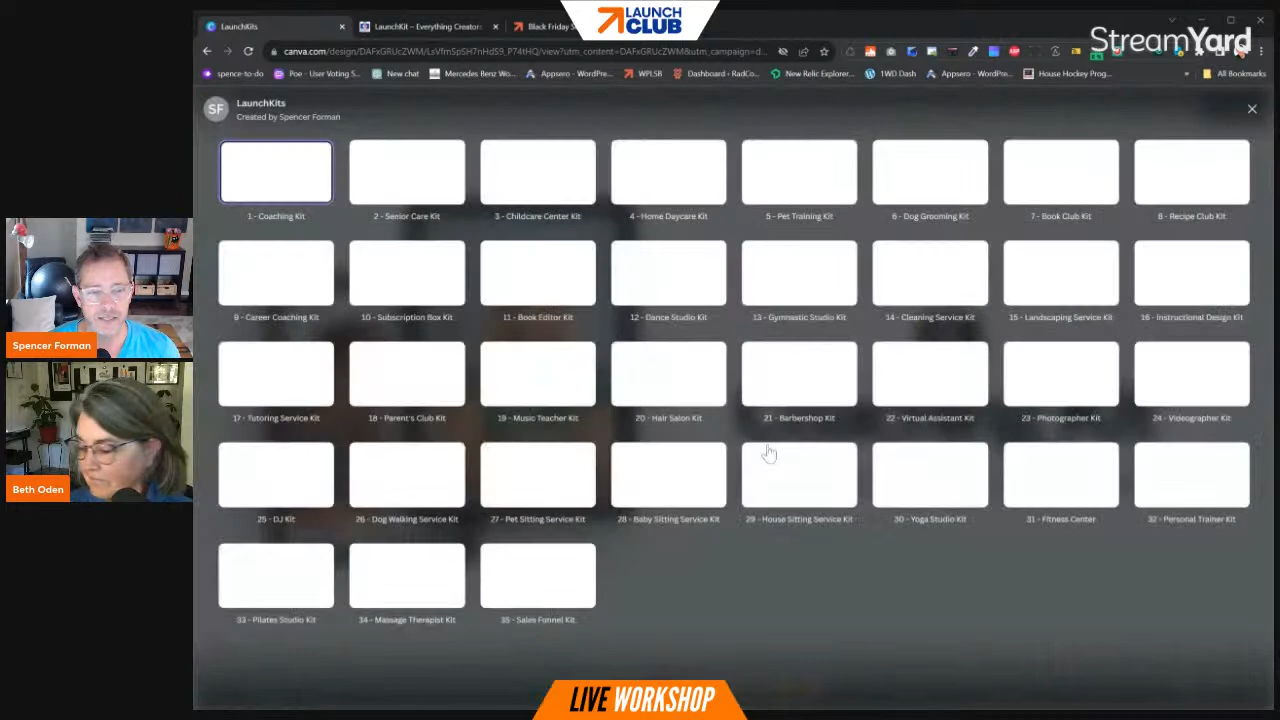 LAUNCH
CLUB
StreamYard
LaunchKits
LaunchKit – Everything Creator
Black Friday S
canva.com/design/DAFxGRUcZWM/LsVfmSpSH7nHdS9_P74tHQ/view?utm_content=DAFxGRUcZWM&utm_campaign=d...
spence-to-do
Poe - User Voting S...
New chat
Mercedes Benz Wo...
Appsero - WordPre...
WPLSB
Dashboard ‹ RadCo...
New Relic Explorer...
1WD Dash
Appsero - WordPre...
House Hockey Prog...
All Bookmarks
SF
LaunchKits
Created by Spencer Forman
1 - Coaching Kit
2 - Senior Care Kit
3 - Childcare Center Kit
4 - Home Daycare Kit
5 - Pet Training Kit
6 - Dog Grooming Kit
7 - Book Club Kit
8 - Recipe Club Kit
9 - Career Coaching Kit
10 - Subscription Box Kit
11 - Book Editor Kit
12 - Dance Studio Kit
13 - Gymnastic Studio Kit
14 - Cleaning Service Kit
15 - Landscaping Service Kit
16 - Instructional Design Kit
17 - Tutoring Service Kit
18 - Parent's Club Kit
19 - Music Teacher Kit
20 - Hair Salon Kit
21 - Barbershop Kit
22 - Virtual Assistant Kit
23 - Photographer Kit
24 - Videographer Kit
25 - DJ Kit
26 - Dog Walking Service Kit
27 - Pet Sitting Service Kit
28 - Baby Sitting Service Kit
29 - House Sitting Service Kit
30 - Yoga Studio Kit
31 - Fitness Center
32 - Personal Trainer Kit
33 - Pilates Studio Kit
34 - Massage Therapist Kit
35 - Sales Funnel Kit
Spencer Forman
Beth Oden
LIVE WORKSHOP